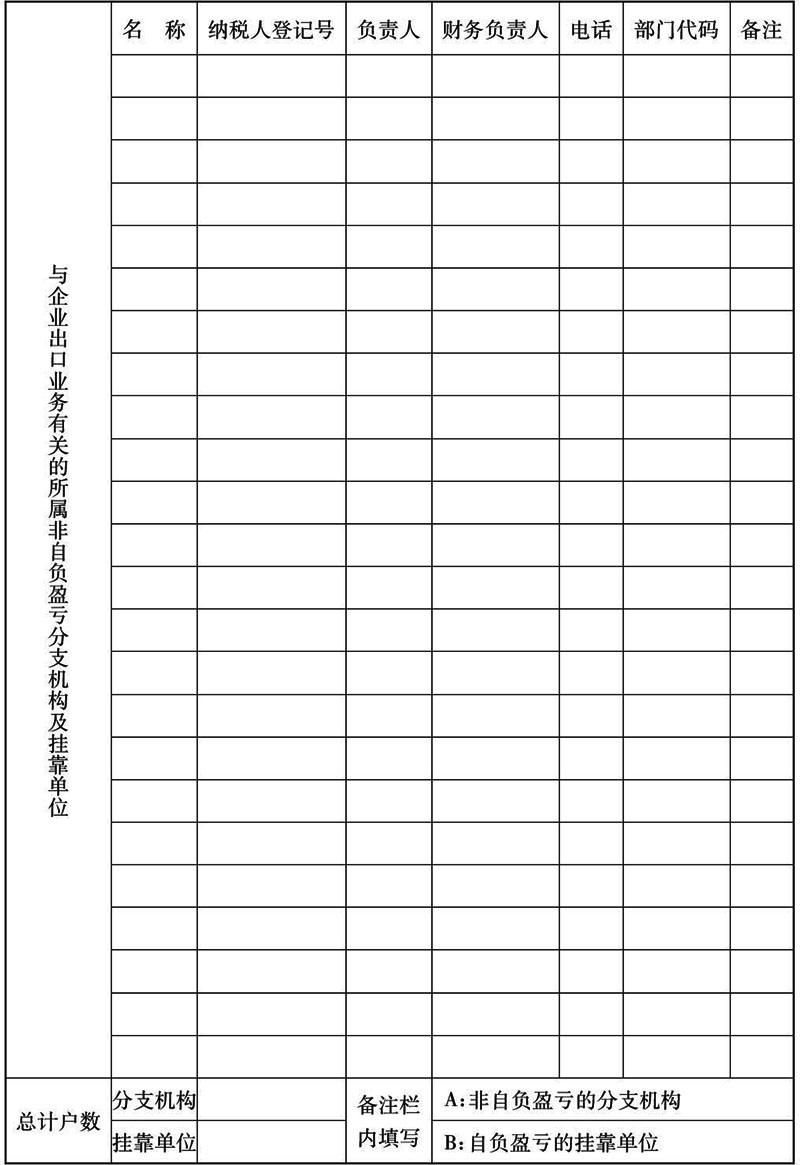 名 称 纳税人登记号 负责人 财务负责人 电话 部门代码 备注
与企业出口业务有关的所属非自负盈亏分支机构及挂靠单位
总计户数
分支机构
挂靠单位
备注栏
内填写
A:非自负盈亏的分支机构
B:自负盈亏的挂靠单位